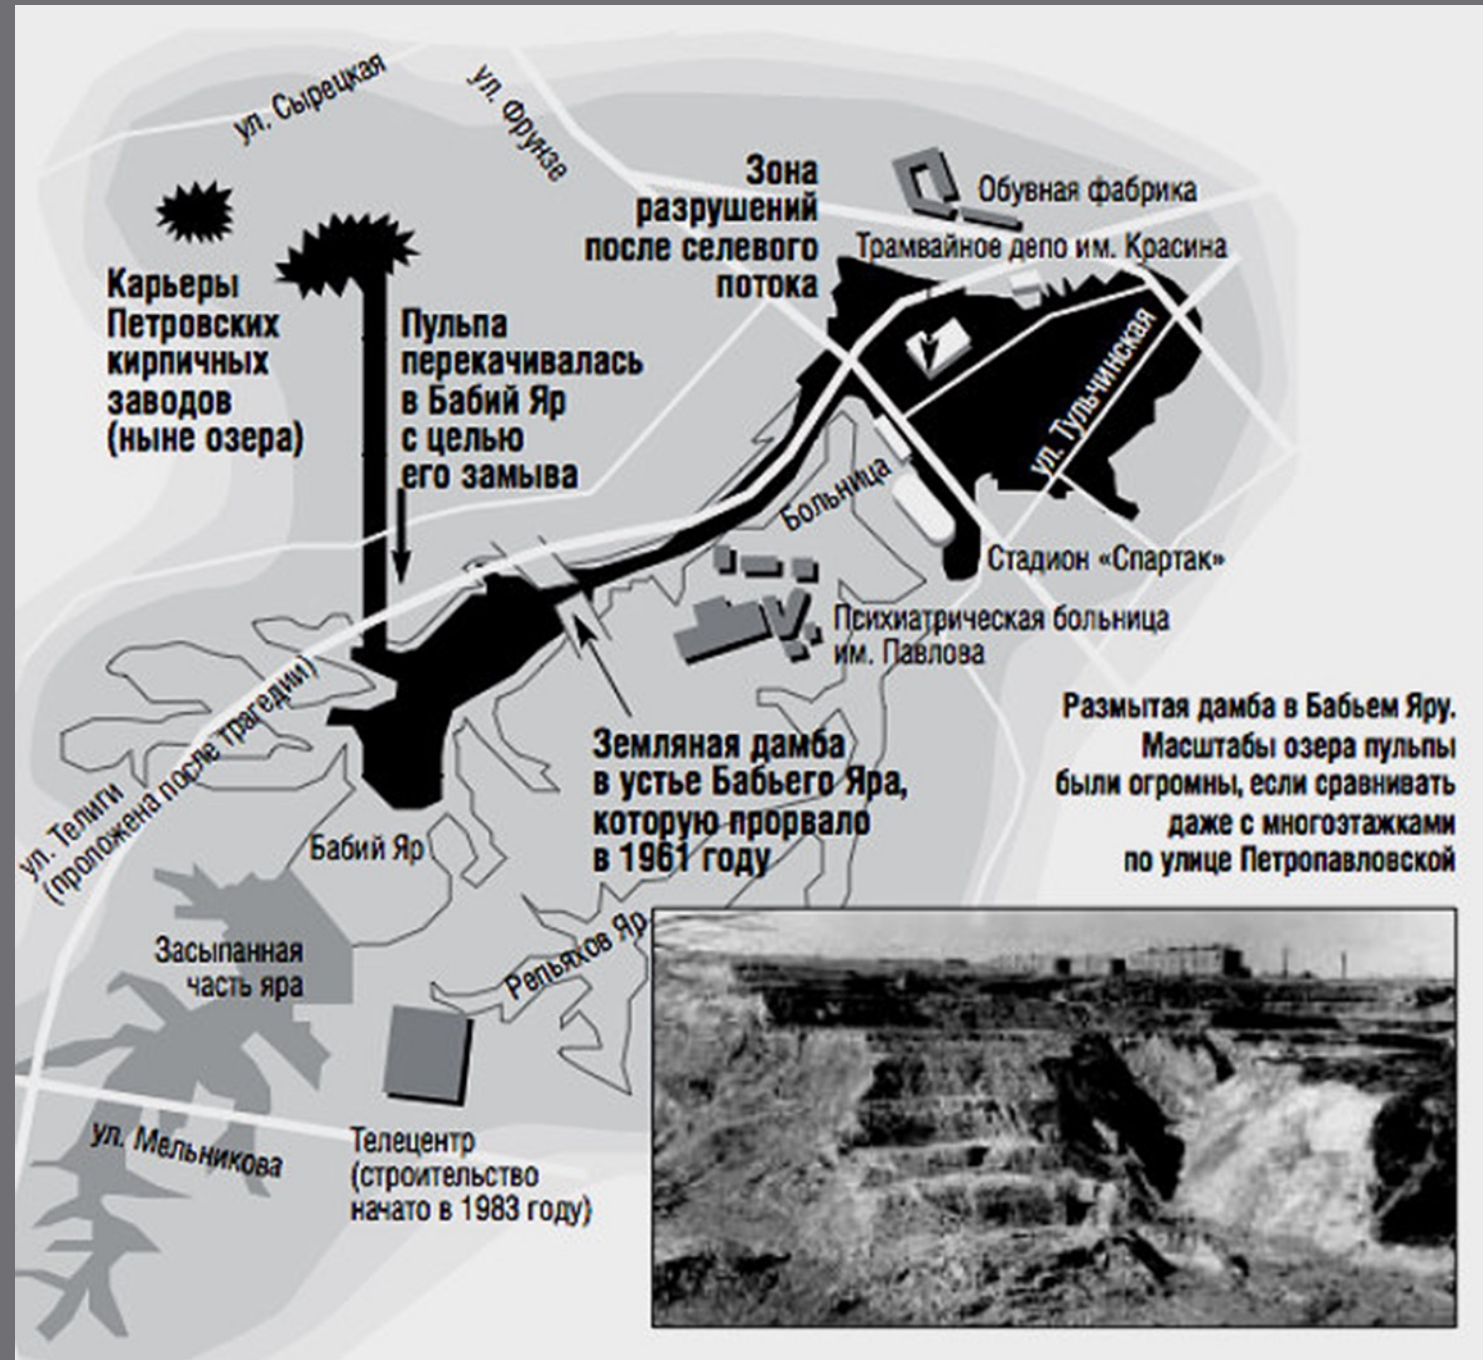 ул. Сырецкая
ул. Фрунзе
Зона
разрушений
после селевого
потока
Обувная фабрика
Трамвайное депо им. Красина
Карьеры
Петровских
кирпичных
заводов
(ныне озера)
Пульпа
перекачивалась
в Бабий Яр
с целью
его замыва
ул. Тульчинская
Больница
Стадион «Спартак»
Психиатрическая больница
им. Павлова
Земляная дамба
в устье Бабьего Яра,
которую прорвало
в 1961 году
Размытая дамба в Бабьем Яру.
Масштабы озера пульпы
были огромны, если сравнивать
даже с многоэтажками
по улице Петропавловской
ул. Телиги
(проложена после трагедии)
Бабий Яр
Засыпанная
часть яра
Репьяхов Яр
ул. Мельникова
Телецентр
(строительство
начато в 1983 году)